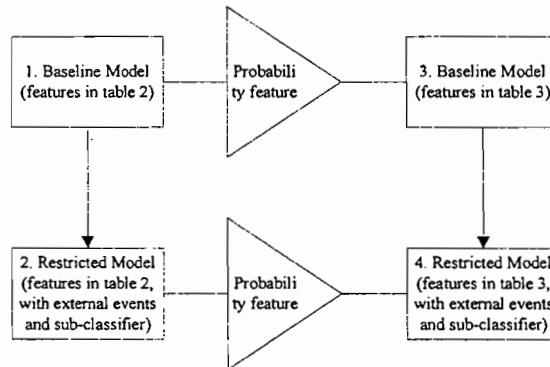 1. Baseline Model
(features in table 2)
Probabili
ty feature
3. Baseline Model
(features in table 3)
2. Restricted Model
(features in table 2,
with external events
and sub-classifier)
Probabili
ty feature
4. Restricted Model
(features in table 3,
with external events
and sub-classifier)